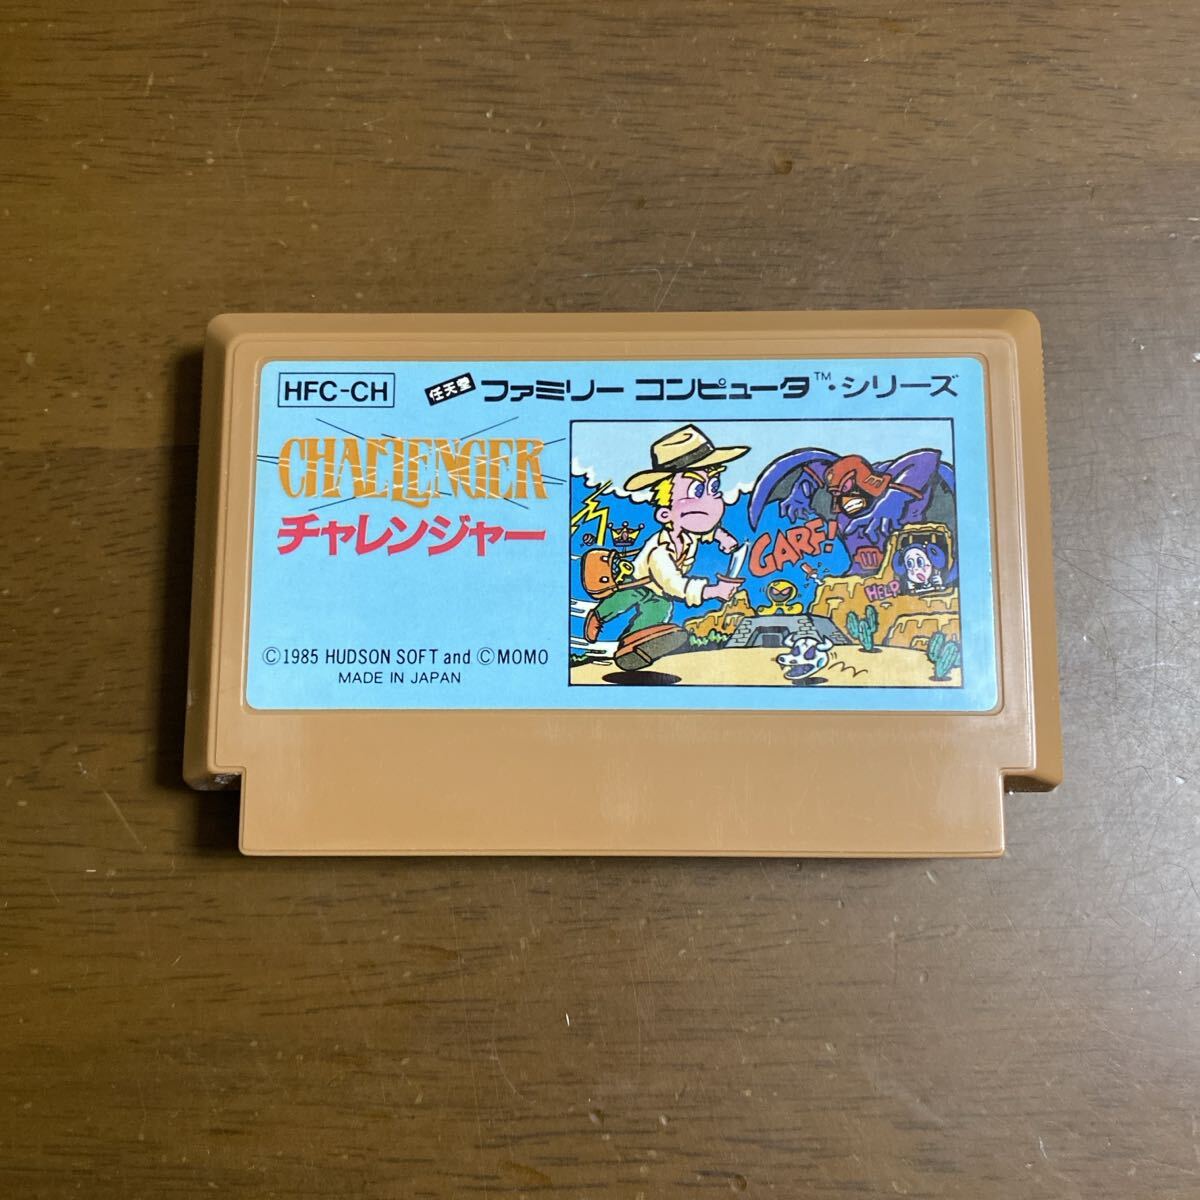 HFC-CH
任天堂 ファミリー コンピュータ™・シリーズ
CHALLENGER
チャレンジャー
GARF!
HELP
©1985 HUDSON SOFT and ©MOMO
MADE IN JAPAN